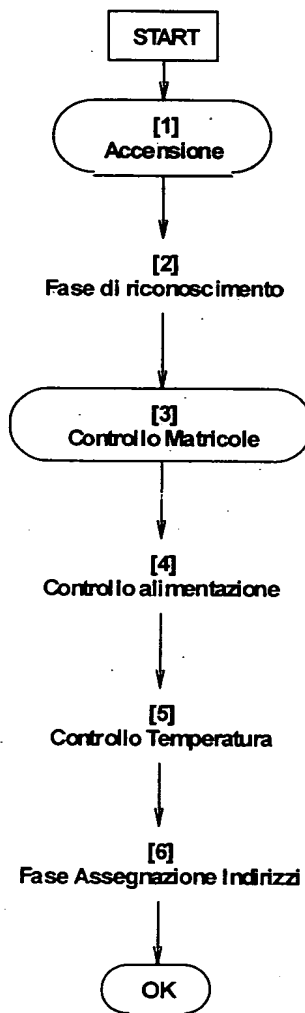 START
[1]
Accensione
[2]
Fase di riconoscimento
[3]
Controllo Matricole
[4]
Controllo alimentazione
[5]
Controllo Temperatura
[6]
Fase Assegnazione Indirizzi
OK